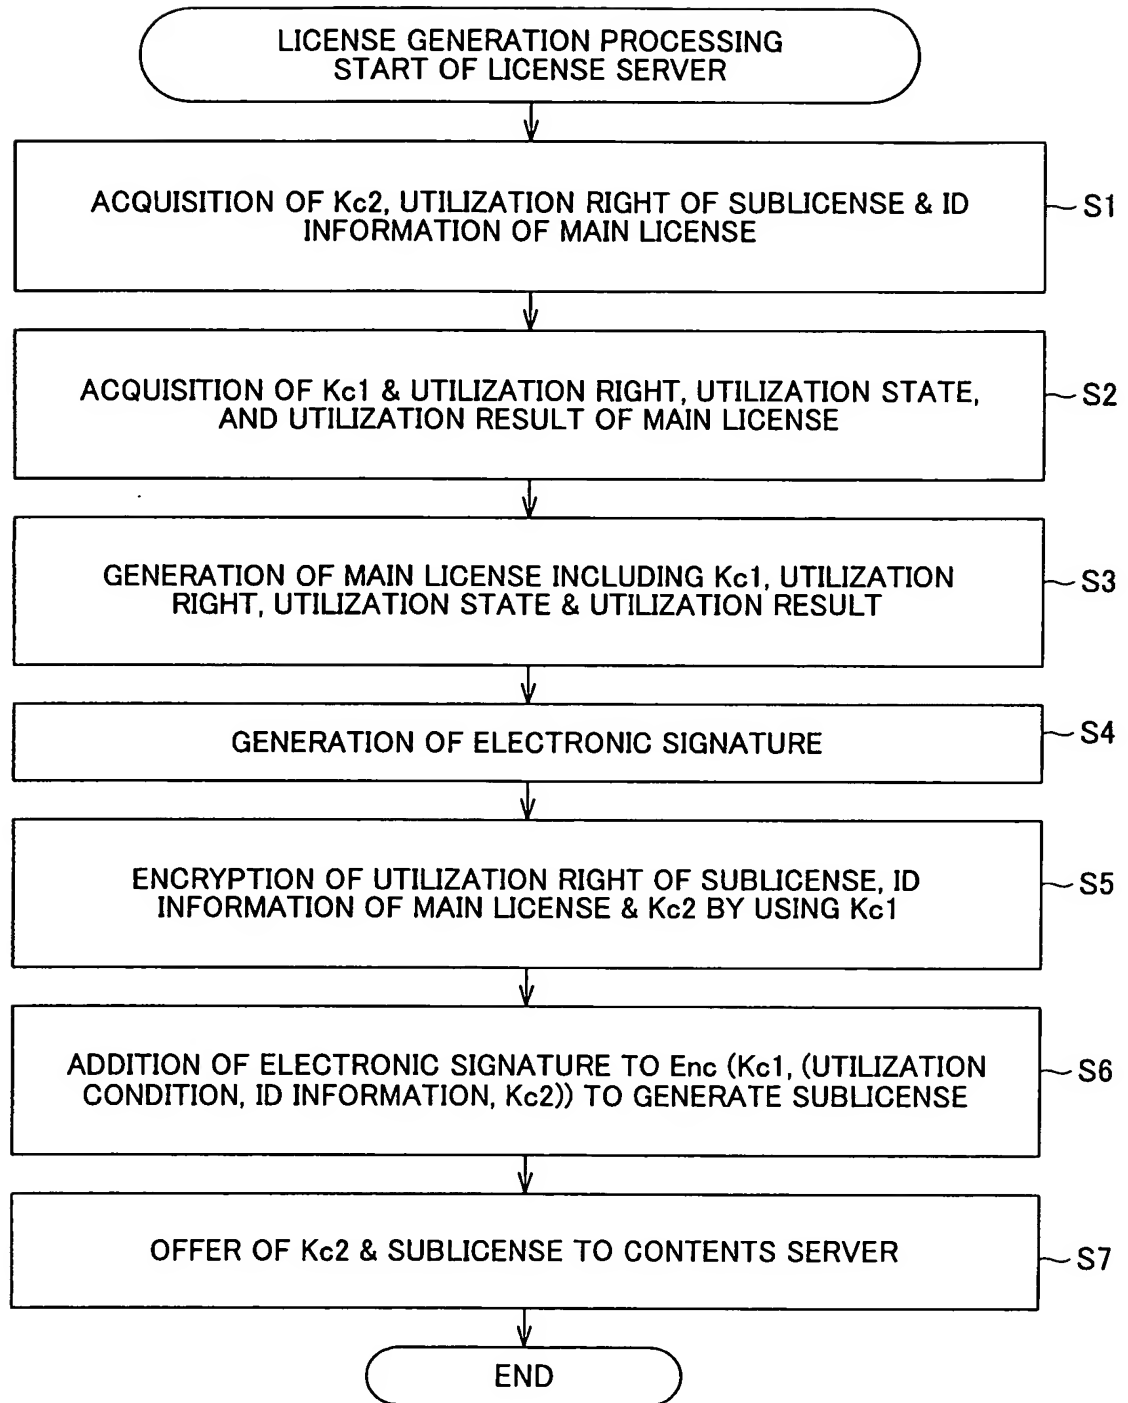 LICENSE GENERATION PROCESSING
START OF LICENSE SERVER
ACQUISITION OF Kc2, UTILIZATION RIGHT OF SUBLICENSE & ID
INFORMATION OF MAIN LICENSE
S1
ACQUISITION OF Kc1 & UTILIZATION RIGHT, UTILIZATION STATE,
AND UTILIZATION RESULT OF MAIN LICENSE
S2
GENERATION OF MAIN LICENSE INCLUDING Kc1, UTILIZATION
RIGHT, UTILIZATION STATE & UTILIZATION RESULT
S3
GENERATION OF ELECTRONIC SIGNATURE
S4
ENCRYPTION OF UTILIZATION RIGHT OF SUBLICENSE, ID
INFORMATION OF MAIN LICENSE & Kc2 BY USING Kc1
S5
ADDITION OF ELECTRONIC SIGNATURE TO Enc (Kc1, (UTILIZATION
CONDITION, ID INFORMATION, Kc2)) TO GENERATE SUBLICENSE
S6
OFFER OF Kc2 & SUBLICENSE TO CONTENTS SERVER
S7
END